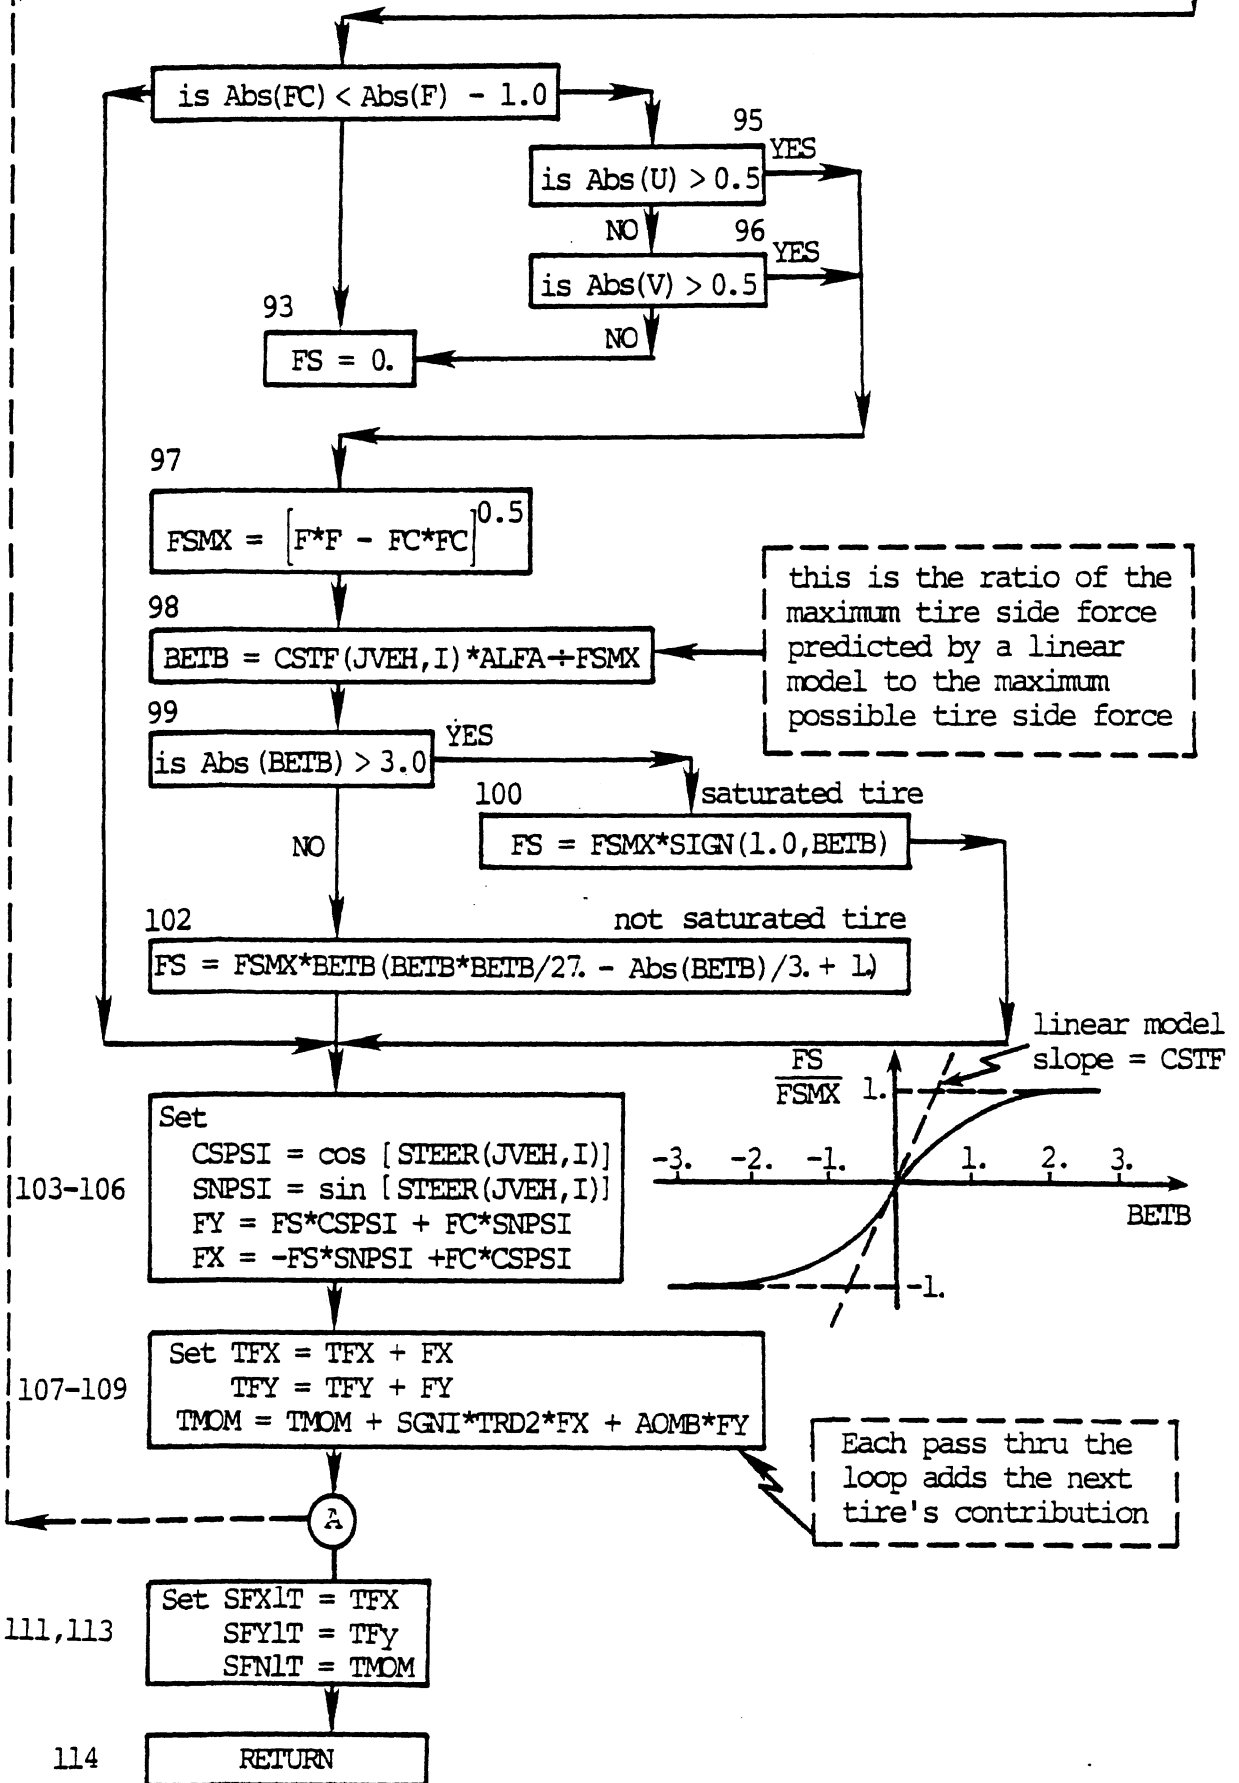 is Abs(FC) < Abs(F) - 1.0
95
is Abs(U) > 0.5
YES
NO
96
is Abs(V) > 0.5
YES
NO
93
FS = 0.
97
FSMX = [F*F - FC*FC]^0.5
98
BETB = CSTF(JVEH,I)*ALFA÷FSMX
this is the ratio of the
maximum tire side force
predicted by a linear
model to the maximum
possible tire side force
99
is Abs(BETB) > 3.0
YES
NO
100
saturated tire
FS = FSMX*SIGN(1.0,BETB)
102
not saturated tire
FS = FSMX*BETB(BETB*BETB/27. - Abs(BETB)/3. + 1.)
linear model
slope = CSTF
FS
FSMX
1.
-3. -2. -1. 1. 2. 3.
BETB
-1.
103-106
Set
CSPSI = cos [STEER(JVEH,I)]
SNPSI = sin [STEER(JVEH,I)]
FY = FS*CSPSI + FC*SNPSI
FX = -FS*SNPSI +FC*CSPSI
107-109
Set TFX = TFX + FX
TFY = TFY + FY
TMOM = TMOM + SGNI*TRD2*FX + AOMB*FY
Each pass thru the
loop adds the next
tire's contribution
A
111,113
Set SFX1T = TFX
SFY1T = TFy
SFN1T = TMOM
114
RETURN